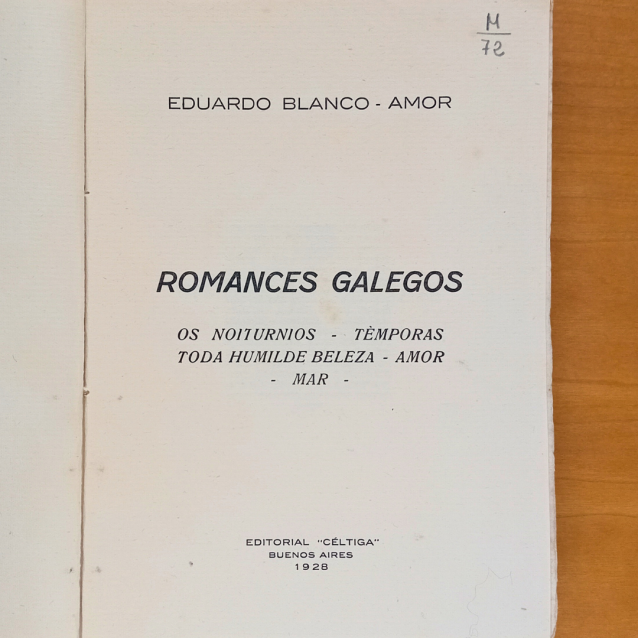 M
72
EDUARDO BLANCO - AMOR
ROMANCES GALEGOS
OS NOITURNIOS - TÈMPORAS
TODA HUMILDE BELEZA - AMOR
- MAR -
EDITORIAL "CÉLTIGA"
BUENOS AIRES
1928